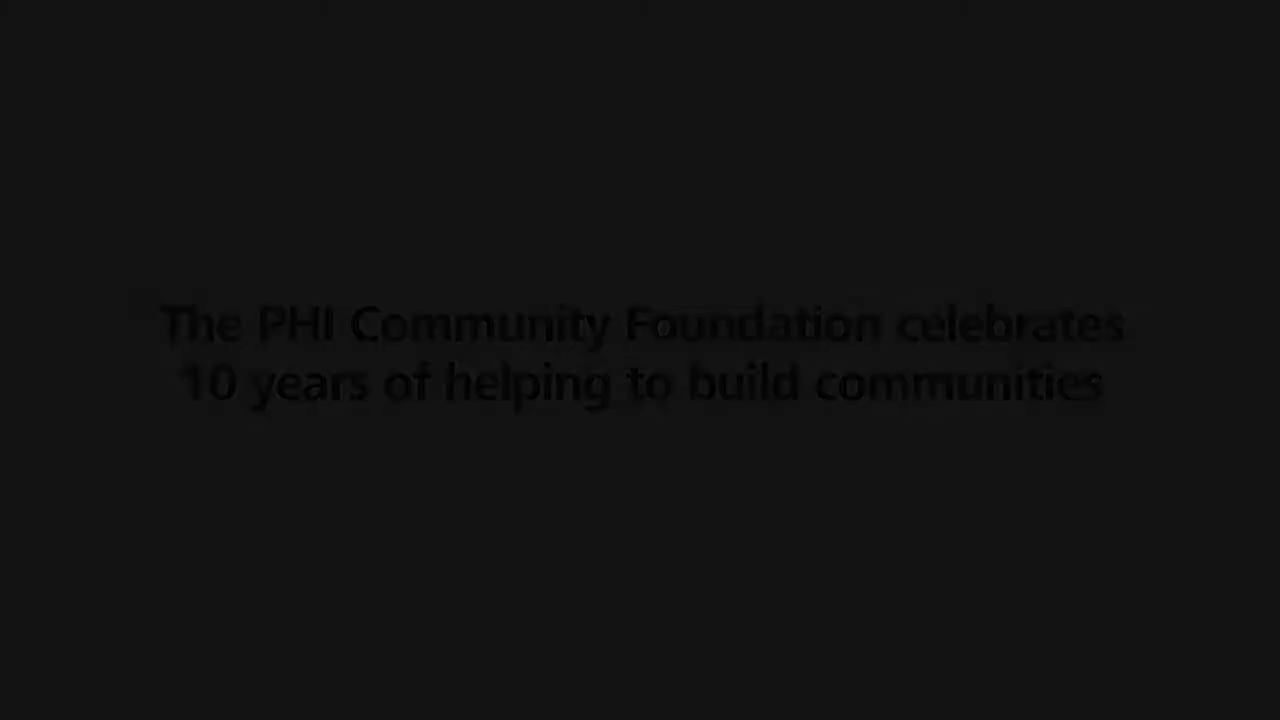 The PHI Community Foundation celebrates
10 years of helping to build communities